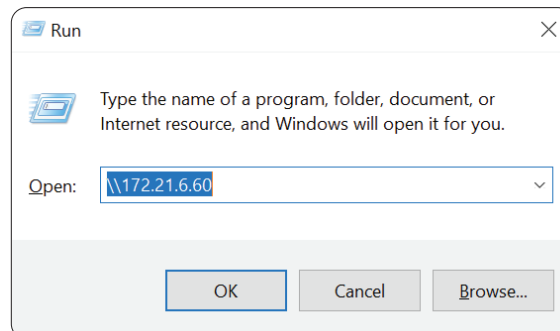 Run
Type the name of a program, folder, document, or
Internet resource, and Windows will open it for you.
Open: \\172.21.6.60
OK Cancel Browse...